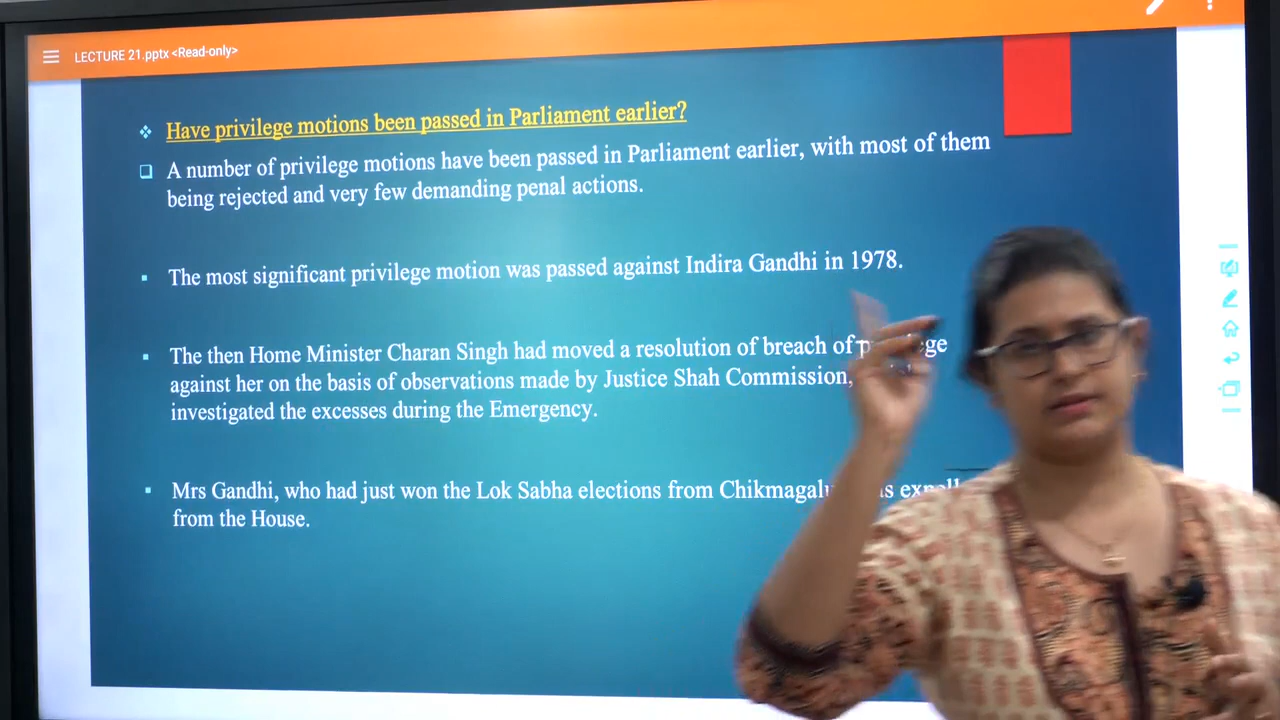 LECTURE 21.pptx <Read-only>
Have privilege motions been passed in Parliament earlier?
A number of privilege motions have been passed in Parliament earlier, with most of them
being rejected and very few demanding penal actions.
The most significant privilege motion was passed against Indira Gandhi in 1978.
The then Home Minister Charan Singh had moved a resolution of breach of
against her on the basis of observations made by Justice Shah Commission,
investigated the excesses during the Emergency.
Mrs Gandhi, who had just won the Lok Sabha elections from
from the House.